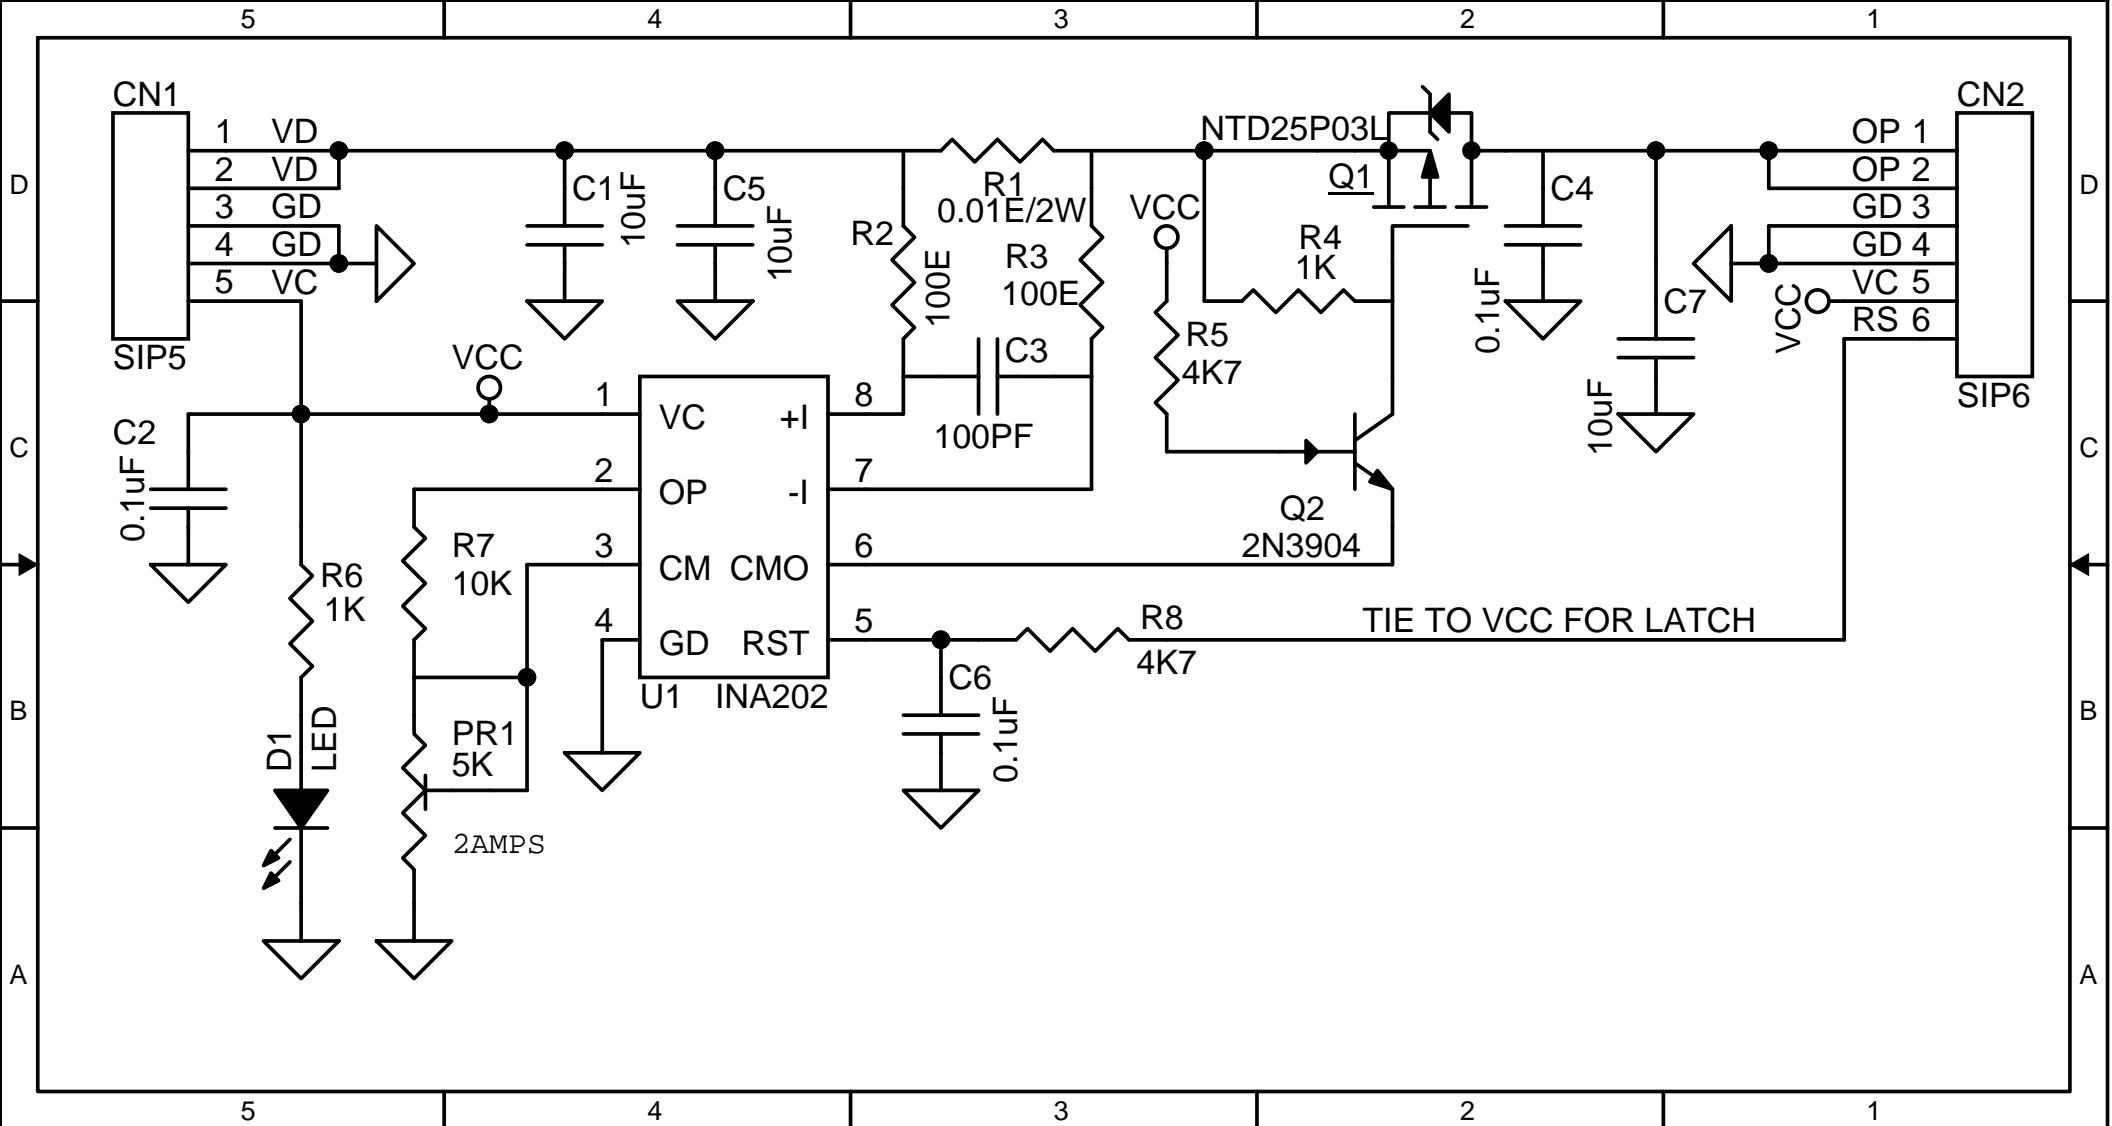 5 4 3 2 1
D
C
B
A
CN1
1 VD
2 VD
3 GD
4 GD
5 VC
SIP5
C1
10uF
C5
10uF
R1
0.01E/2W
R2
100E
R3
100E
C3
100PF
NTD25P03L
Q1
VCC
R4
1K
R5
4K7
C4
0.1uF
C7
10uF
CN2
OP 1
OP 2
GD 3
GD 4
VC 5
RS 6
VCC
SIP6
VCC
C2
0.1uF
R6
1K
D1
LED
R7
10K
PR1
5K
2AMPS
1 VC +I 8
2 OP -I 7
3 CM CMO 6
4 GD RST 5
U1 INA202
Q2
2N3904
R8
4K7
TIE TO VCC FOR LATCH
C6
0.1uF
D
C
B
A
5 4 3 2 1